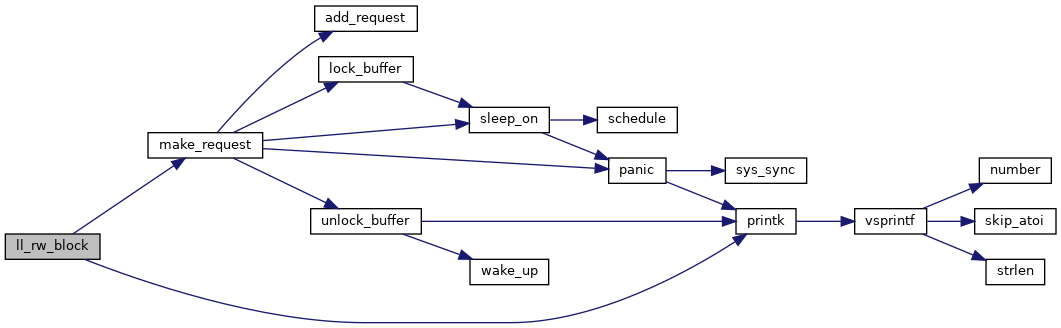 add_request
lock_buffer
sleep_on
schedule
make_request
panic
sys_sync
number
unlock_buffer
printk
vsprintf
skip_atoi
ll_rw_block
wake_up
strlen